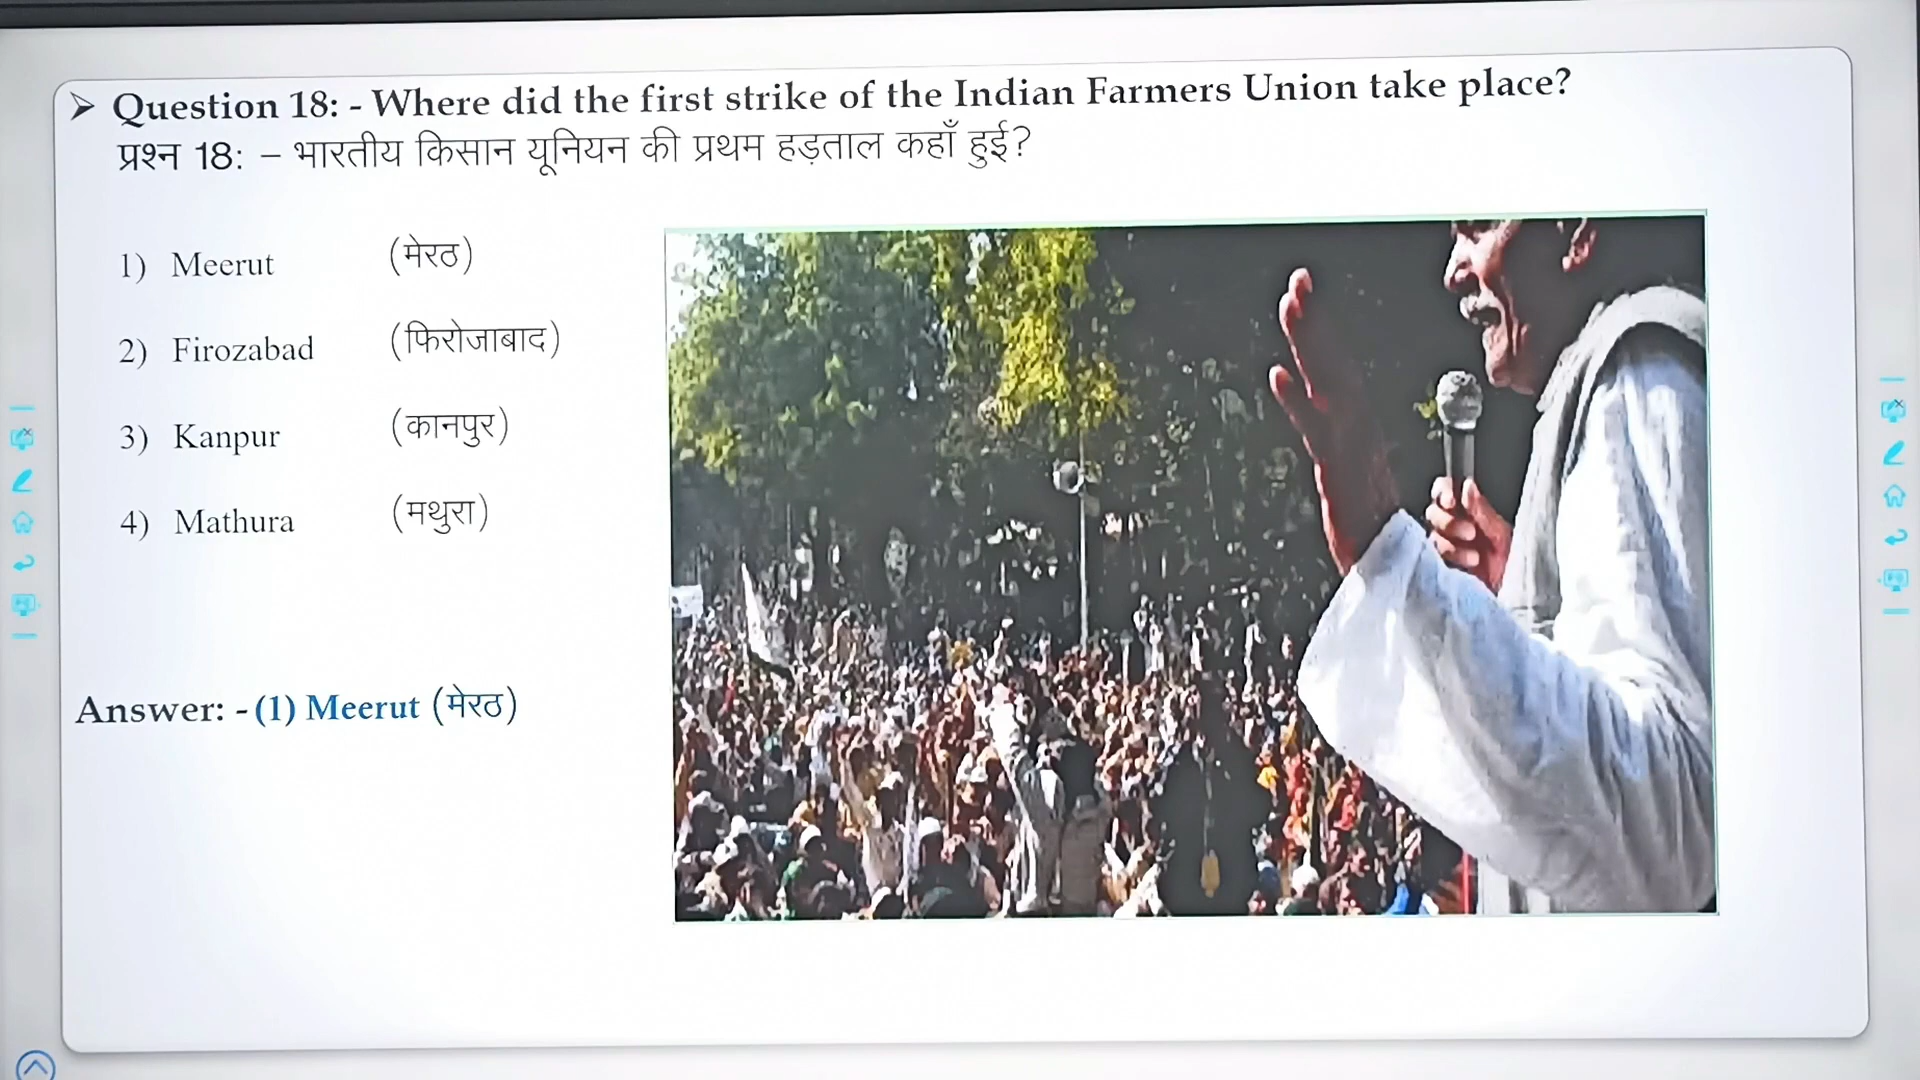 ➤ Question 18: - Where did the first strike of the Indian Farmers Union take place?
प्रश्न 18: – भारतीय किसान यूनियन की प्रथम हड़ताल कहाँ हुई?
1) Meerut (मेरठ)
2) Firozabad (फिरोजाबाद)
3) Kanpur (कानपुर)
4) Mathura (मथुरा)
Answer: - (1) Meerut (मेरठ)